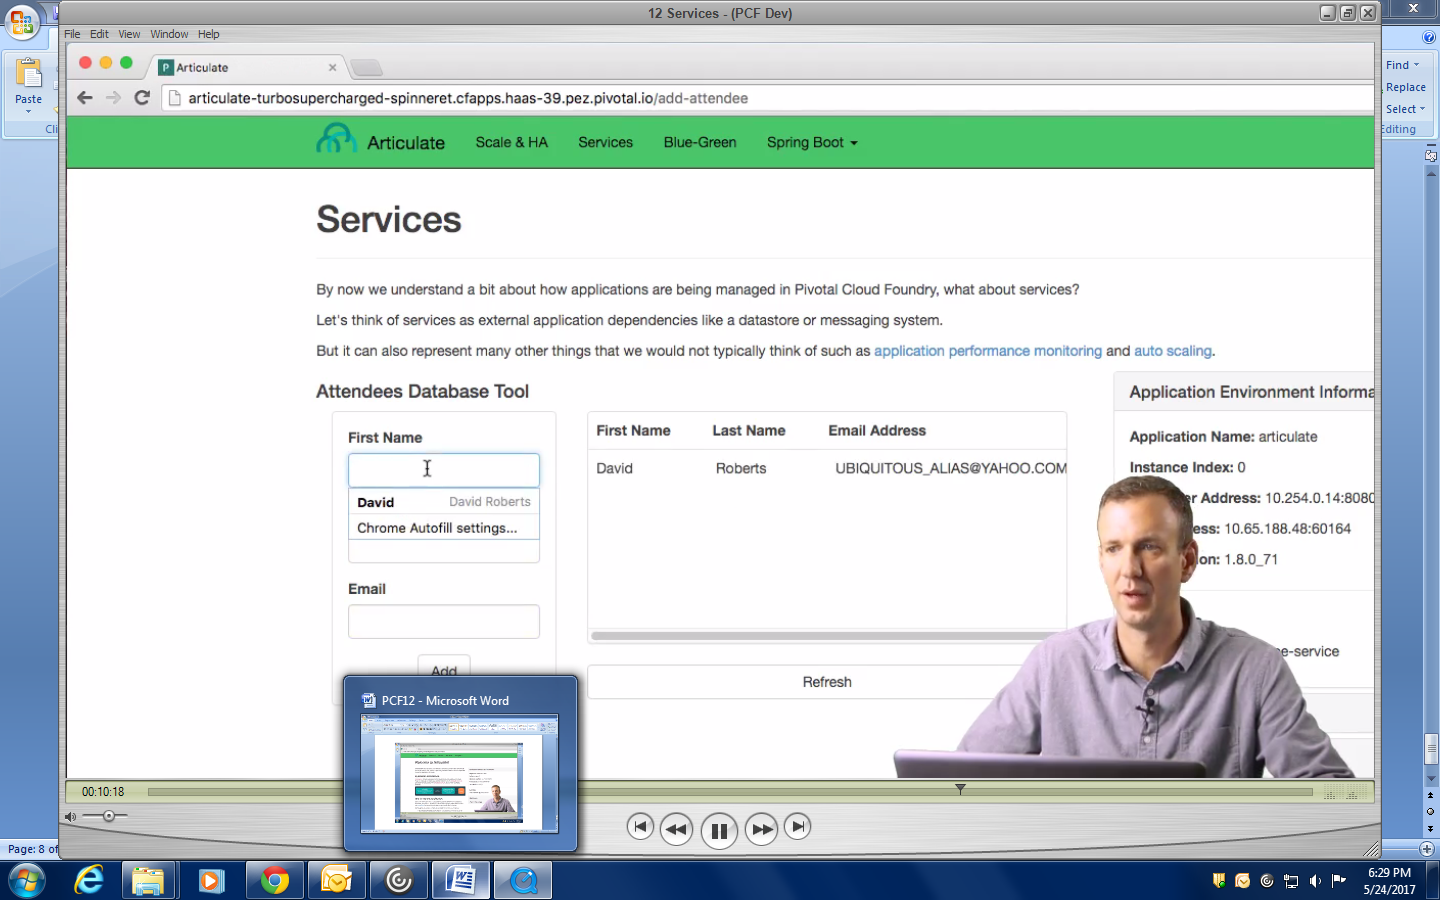 12 Services - (PCF Dev)
File Edit View Window Help
Articulate
articulate-turbosupercharged-spinneret.cfapps.haas-39.pez.pivotal.io/add-attendee
Articulate Scale & HA Services Blue-Green Spring Boot
Services
By now we understand a bit about how applications are being managed in Pivotal Cloud Foundry, what about services?
Let's think of services as external application dependencies like a datastore or messaging system.
But it can also represent many other things that we would not typically think of such as application performance monitoring and auto scaling.
Attendees Database Tool
First Name
David David Roberts
Chrome Autofill settings...
Email
Add
First Name Last Name Email Address
David Roberts UBIQUITOUS_ALIAS@YAHOO.COM
Refresh
Application Environment Informa
Application Name: articulate
Instance Index: 0
er Address: 10.254.0.14:8080
ess: 10.65.188.48:60164
on: 1.8.0_71
e-service
Paste
Cli
Find
Replace
Select
Editing
PCF12 - Microsoft Word
00:10:18
Page: 8 of
6:29 PM
5/24/2017